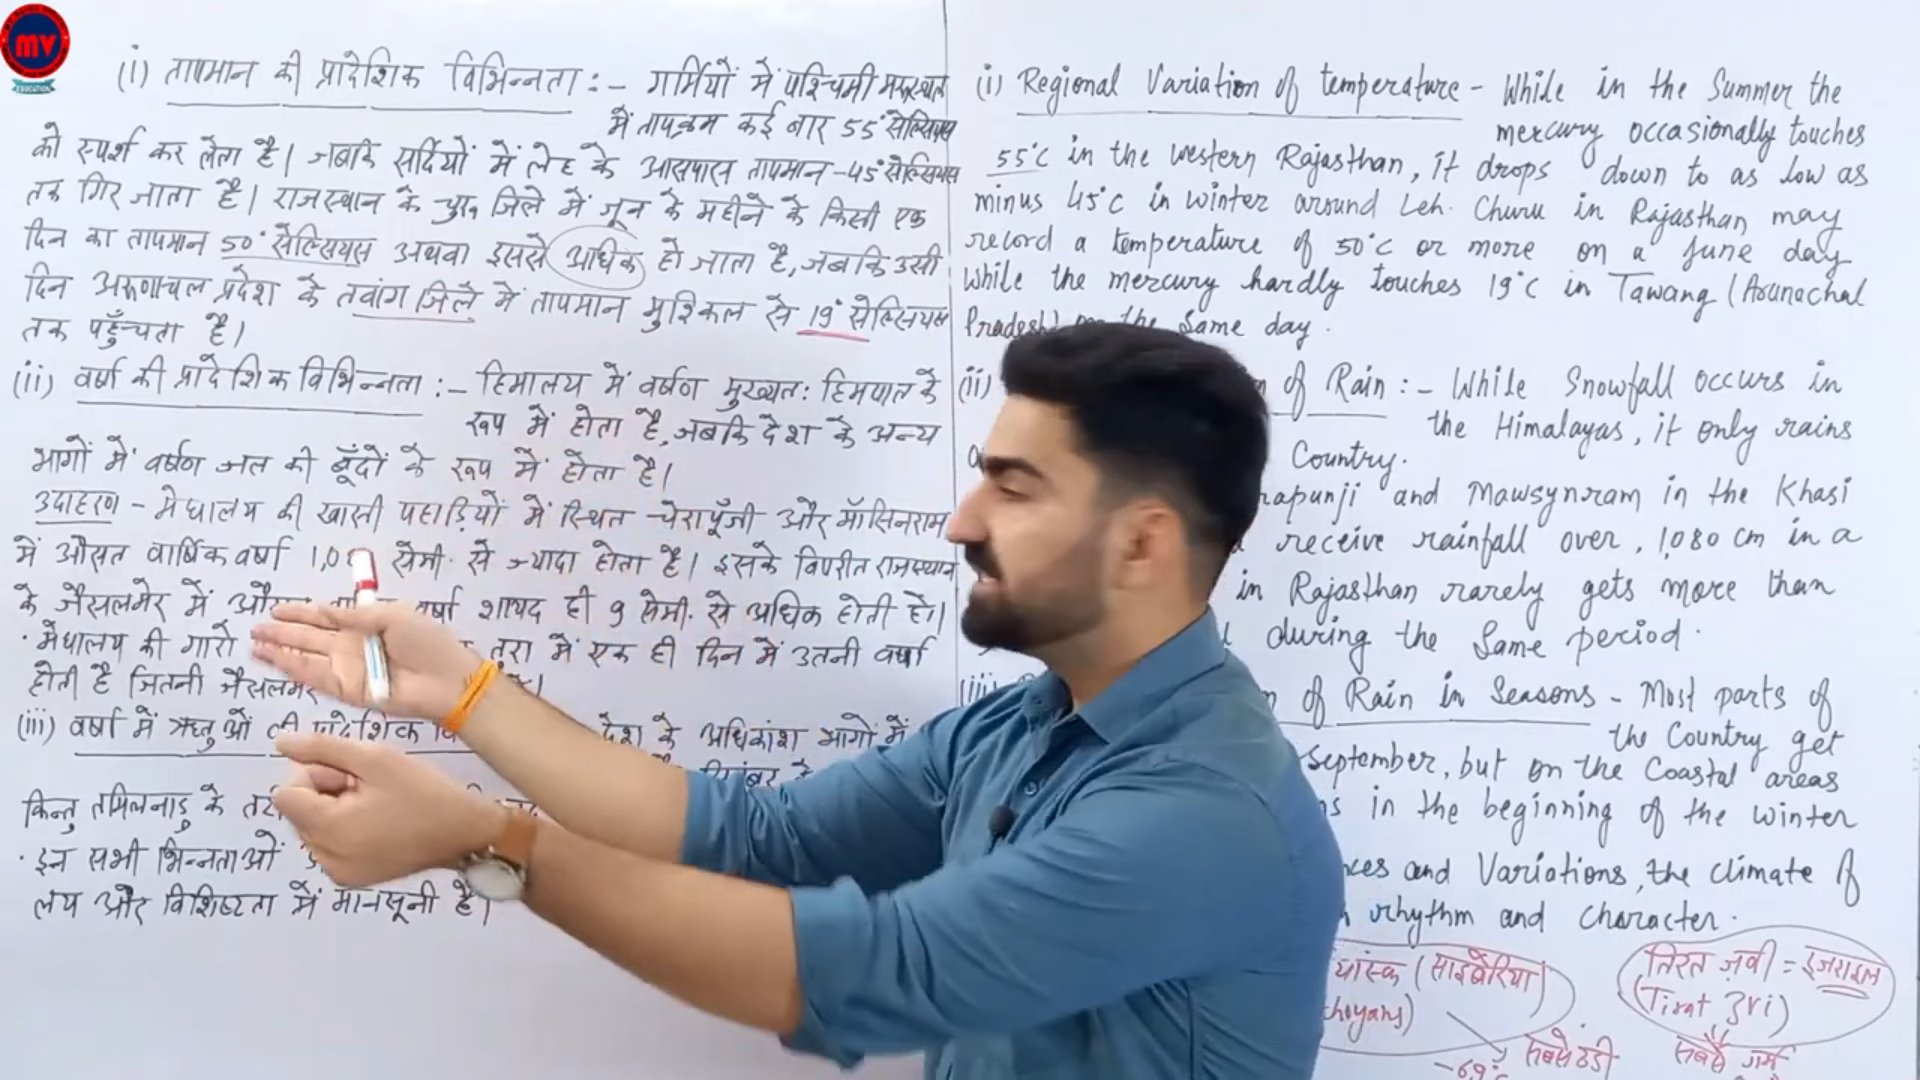 MV
EDUCATION
(i) तापमान की प्रादेशिक विभिन्नता :- गर्मियों में पश्चिमी मरुस्थल
में तापक्रम कई बार 55° सेल्सियस
को स्पर्श कर लेता है। जबकि सर्दियों में लेह के आसपास तापमान -45° सेल्सियस
तक गिर जाता है। राजस्थान के चुरू जिले में जून के महीने के किसी एक
दिन का तापमान 50° सेल्सियस अथवा इससे अधिक हो जाता है, जबकि उसी
दिन अरूणाचल प्रदेश के तवांग जिले में तापमान मुश्किल से 19° सेल्सियस
तक पहुँचता है।
(ii) वर्षा की प्रादेशिक विभिन्नता :- हिमालय में वर्षण मुख्यत: हिमपात के
रूप में होता है, जबकि देश के अन्य
भागों में वर्षण जल की बूँदों के रूप में होता है।
उदाहरण - मेघालय की खासी पहाड़ियों में स्थित चेरापूँजी और मॉसिनराम
में औसत वार्षिक वर्षा 1,0 सेमी. से ज्यादा होता है। इसके विपरीत राजस्थान
के जैसलमेर में वर्षा शायद ही 9 सेमी. से अधिक होती है।
• मेघालय की गारो तुरा में एक ही दिन में उतनी वर्षा
होती है जितनी जैसलमेर
(iii) वर्षा में ऋतुओं की प्रादेशिक देश के अधिकांश भागों में
किन्तु तमिलनाडु के
• इन सभी भिन्नताओं
लय और विशिष्टता में मानसूनी है।
(i) Regional Variation of temperature - While in the Summer the
mercury occasionally touches
55°C in the western Rajasthan, it drops down to as low as
minus 45°C in winter around Leh. Churu in Rajasthan may
record a temperature of 50°C or more on a June day
while the mercury hardly touches 19°C in Tawang (Arunachal
Pradesh) on the Same day.
(ii) of Rain :- While Snowfall occurs in
the Himalayas, it only rains
Country.
rapunji and Mawsynram in the Khasi
receive rainfall over, 1,080 cm in a
in Rajasthan rarely gets more than
during the Same period.
(iii) of Rain in Seasons - Most parts of
the Country get
September, but on the Coastal areas
in the beginning of the winter
ces and Variations, the climate of
rhythm and character.
यांस्क (साइबेरिया)
choyans)
-69°C
सबसे ठंडी
तिरत ज़वी = इजराइल
(Tirat Zvi)
सबसे गर्म